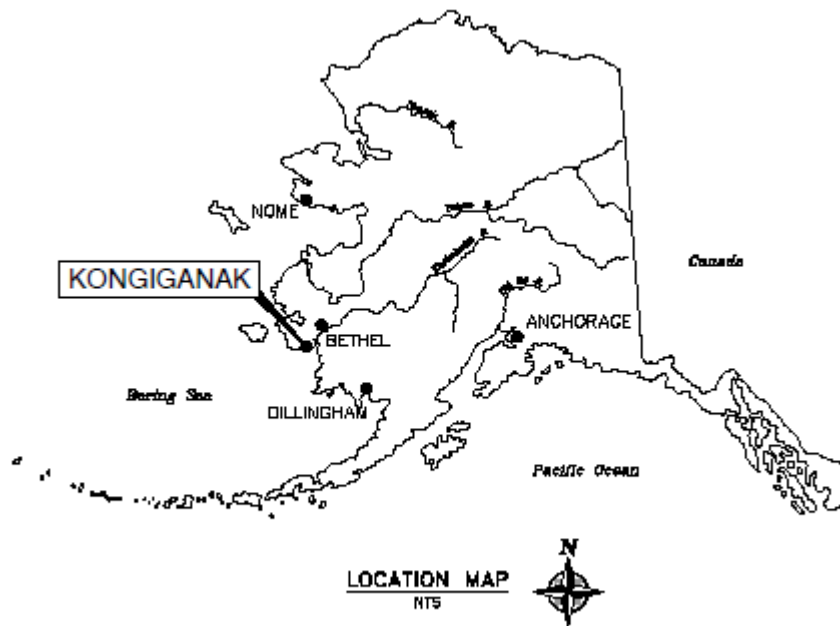 NOME
Canada
KONGIGANAK
ANCHORAGE
BETHEL
Bering Sea
DILLINGHAM
Pacific Ocean
N
LOCATION MAP
NTS